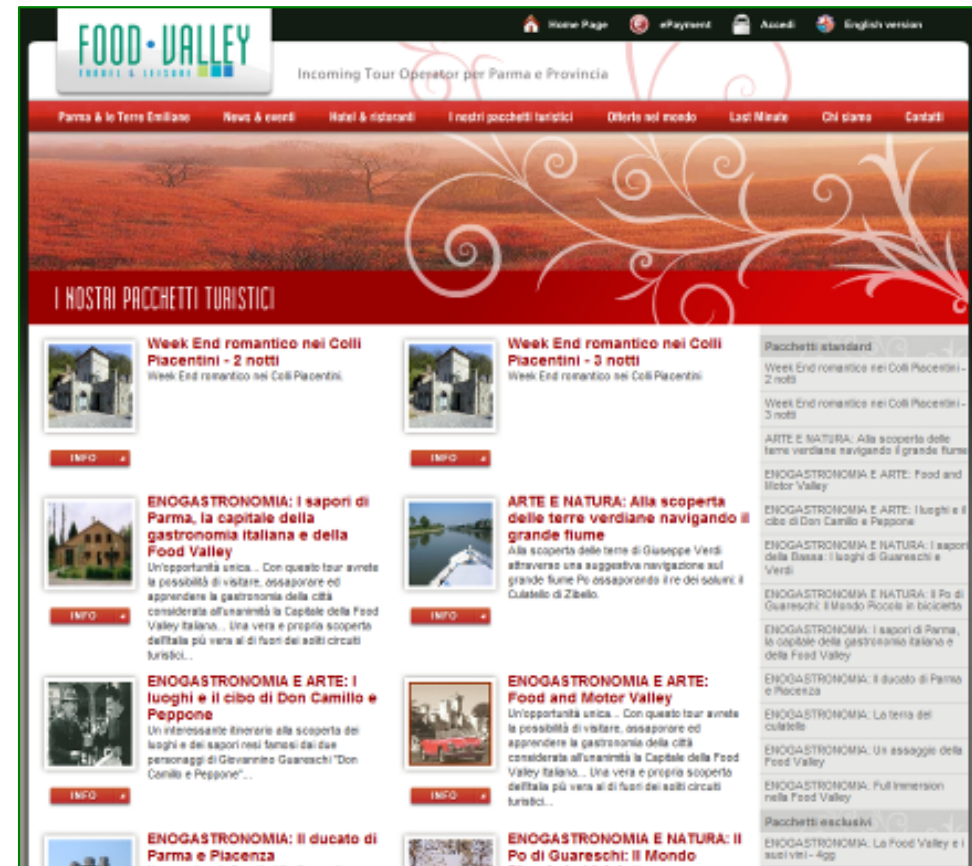 Home Page
ePayment
Accedi
English version
FOOD•VALLEY
TRAVEL & LEISURE
Incoming Tour Operator per Parma e Provincia
Parma & le Terre Emiliane
News & eventi
Hotel & ristoranti
I nostri pacchetti turistici
Offerte nel mondo
Last Minute
Chi siamo
Contatti
I NOSTRI PACCHETTI TURISTICI
Week End romantico nei Colli
Piacentini - 2 notti
Week End romantico nei Colli Piacentini.
INFO
Week End romantico nei Colli
Piacentini - 3 notti
Week End romantico nei Colli Piacentini
INFO
ENOGASTRONOMIA: I sapori di
Parma, la capitale della
gastronomia italiana e della
Food Valley
Un'opportunità unica... Con questo tour avrete
la possibilità di visitare, assaporare ed
apprendere la gastronomia della città
considerata all'unanimità la Capitale della Food
Valley Italiana... Una vera e propria scoperta
dell'Italia più vera al di fuori dei soliti circuiti
turistici...
INFO
ARTE E NATURA: Alla scoperta
delle terre verdiane navigando il
grande fiume
Alla scoperta delle terre di Giuseppe Verdi
attraverso una suggestiva navigazione sul
grande fiume Po assaporando il re dei salumi: il
Culatello di Zibello.
INFO
ENOGASTRONOMIA E ARTE: I
luoghi e il cibo di Don Camillo e
Peppone
Un interessante itinerario alla scoperta dei
luoghi e dei sapori resi famosi dai due
personaggi di Giovannino Guareschi "Don
Camillo e Peppone"...
INFO
ENOGASTRONOMIA E ARTE:
Food and Motor Valley
Un'opportunità unica... Con questo tour avrete
la possibilità di visitare, assaporare ed
apprendere la gastronomia della città
considerata all'unanimità la Capitale della Food
Valley Italiana... Una vera e propria scoperta
dell'Italia più vera al di fuori dei soliti circuiti
turistici...
INFO
ENOGASTRONOMIA: Il ducato di
Parma e Piacenza
ENOGASTRONOMIA E NATURA: Il
Po di Guareschi: Il Mondo
Pacchetti standard
Week End romantico nei Colli Piacentini -
2 notti
Week End romantico nei Colli Piacentini -
3 notti
ARTE E NATURA: Alla scoperta delle
terre verdiane navigando il grande fiume
ENOGASTRONOMIA E ARTE: Food and
Motor Valley
ENOGASTRONOMIA E ARTE: I luoghi e il
cibo di Don Camillo e Peppone
ENOGASTRONOMIA E NATURA: I sapori
della Bassa: I luoghi di Guareschi e
Verdi
ENOGASTRONOMIA E NATURA: Il Po di
Guareschi: Il Mondo Piccolo in bicicletta
ENOGASTRONOMIA: I sapori di Parma,
la capitale della gastronomia italiana e
della Food Valley
ENOGASTRONOMIA: Il ducato di Parma
e Piacenza
ENOGASTRONOMIA: La terra del
culatello
ENOGASTRONOMIA: Un assaggio della
Food Valley
ENOGASTRONOMIA: Full Immersion
nella Food Valley
Pacchetti esclusivi
ENOGASTRONOMIA: La Food Valley e i
suoi vini - 4gg